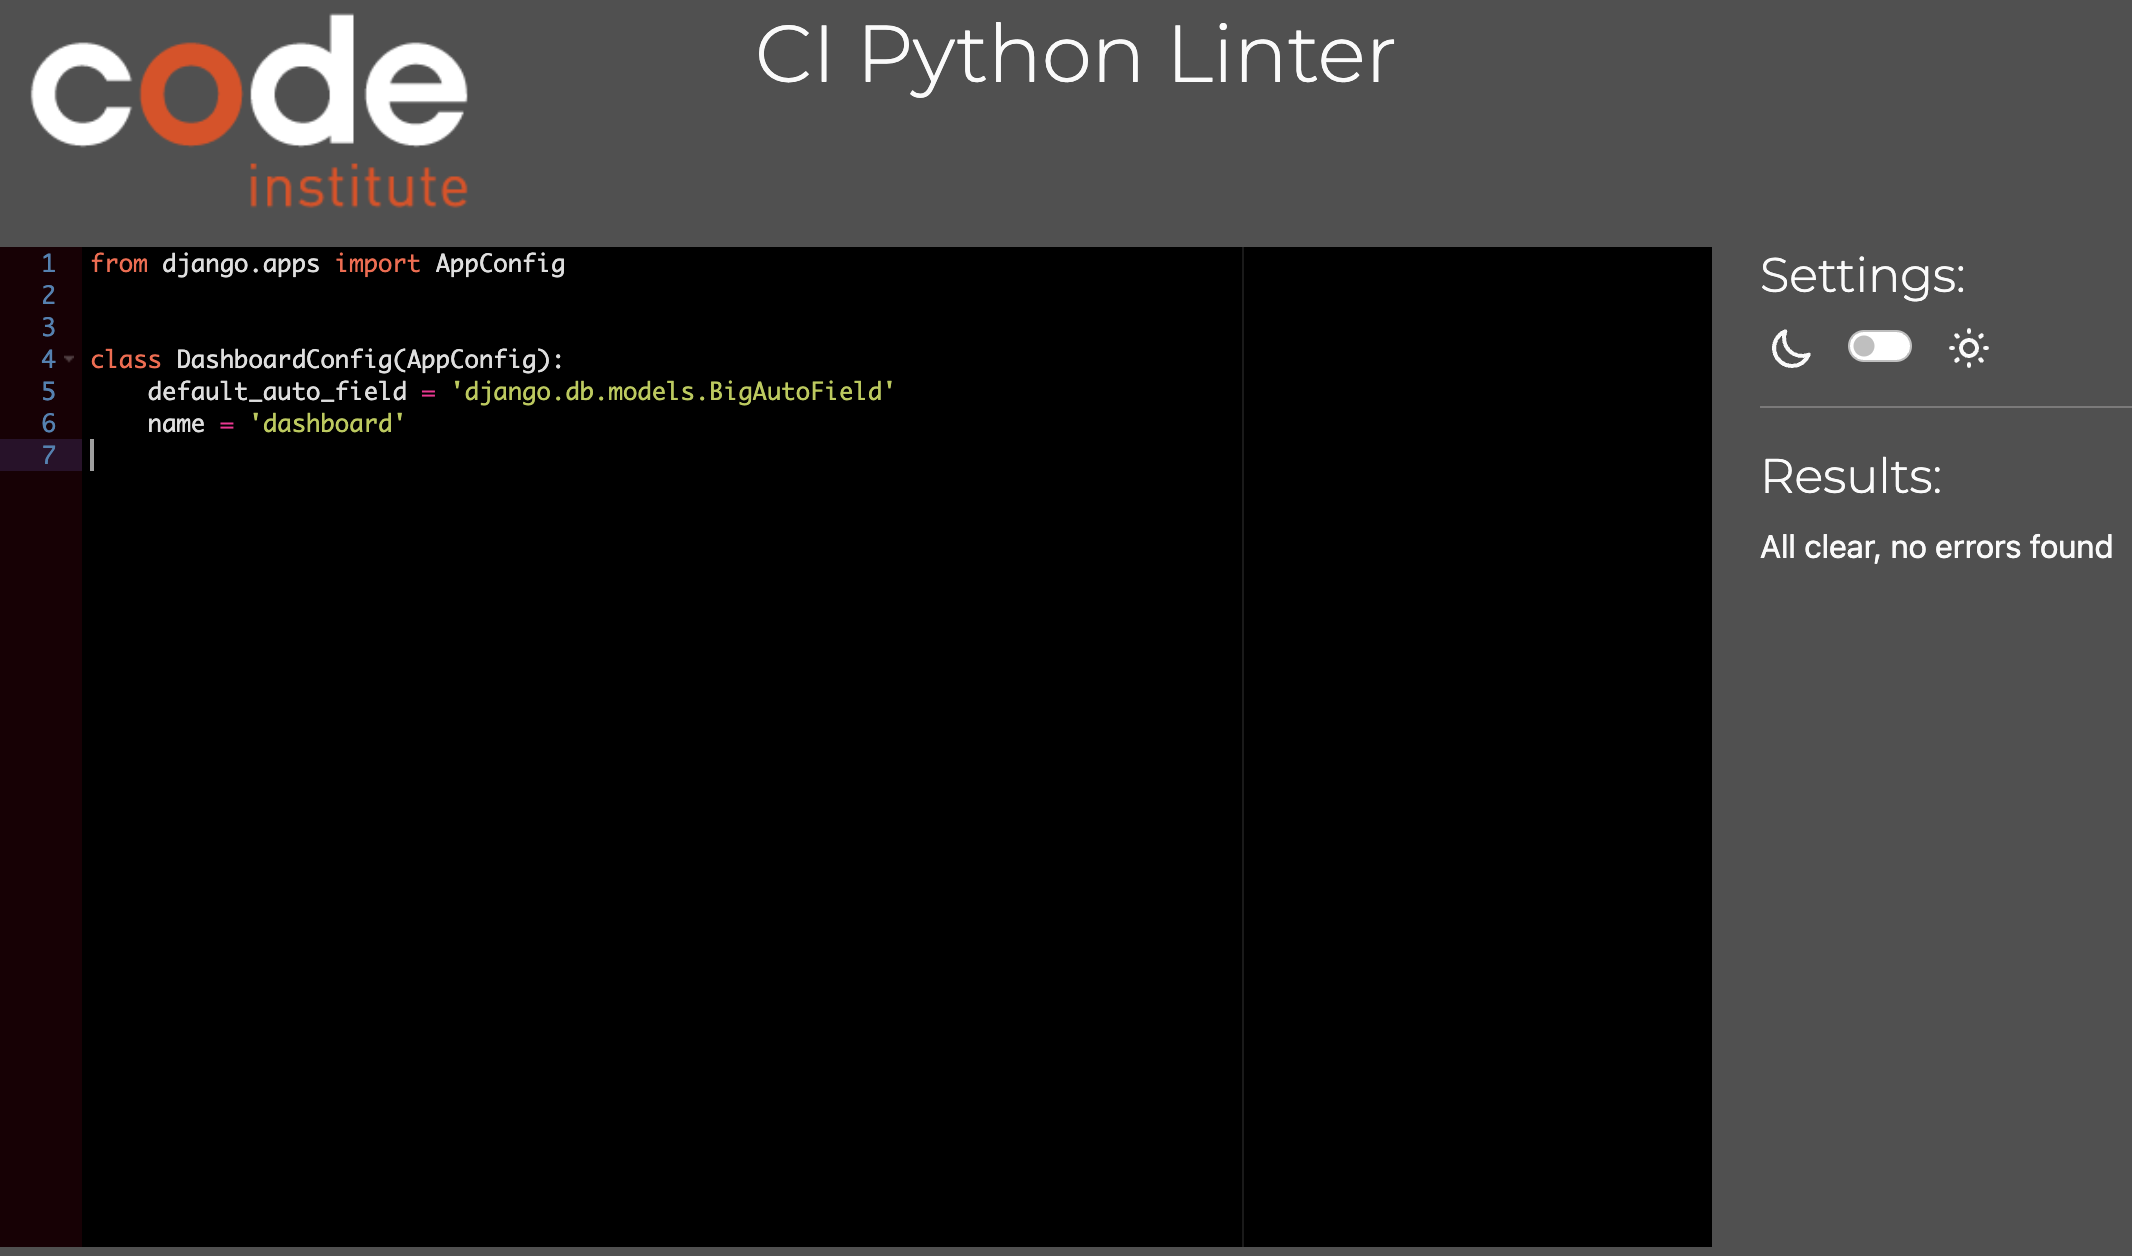 code
institute
CI Python Linter
1 from django.apps import AppConfig
2
3
4 class DashboardConfig(AppConfig):
5     default_auto_field = 'django.db.models.BigAutoField'
6     name = 'dashboard'
7
Settings:
Results:
All clear, no errors found